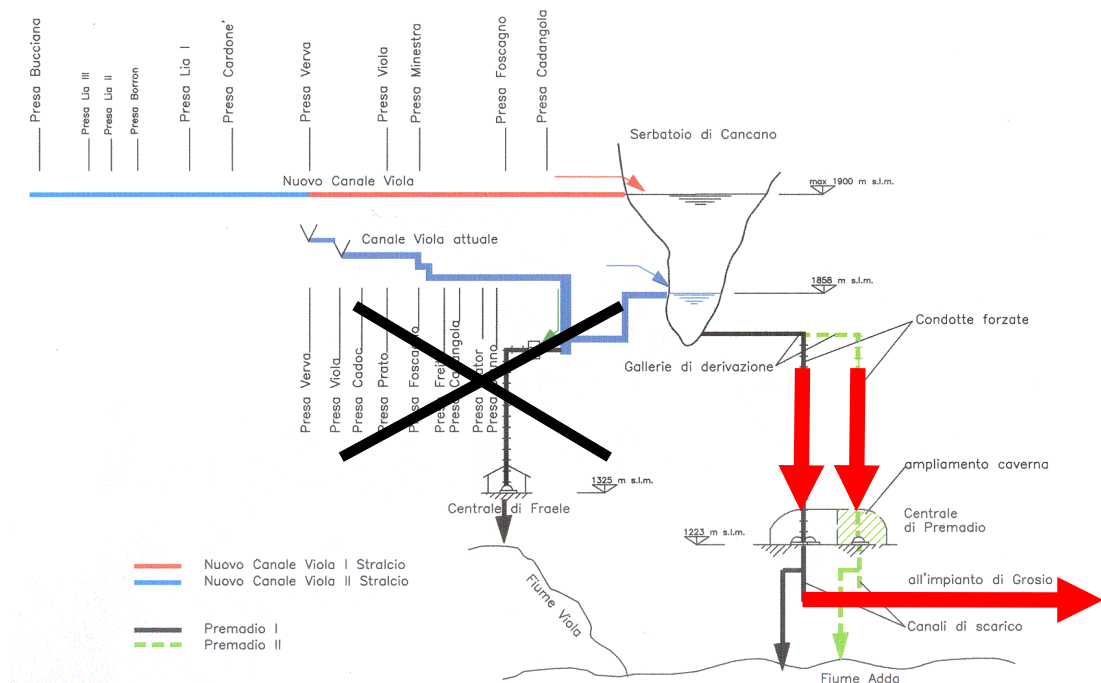 Presa Bucciana
Presa Lia III
Presa Lia II
Presa Borron
Presa Lia I
Presa Cardone'
Presa Verva
Presa Viola
Presa Minestra
Presa Foscagno
Presa Cadangola
Serbatoio di Cancano
Nuovo Canale Viola
max 1900 m s.l.m.
Canale Viola attuale
1858 m s.l.m.
Condotte forzate
Gallerie di derivazione
Presa Verva
Presa Viola
Presa Cadoc
Presa Prato
Presa Foscagno
Presa
Presa
Presa
Presa
1325 m s.l.m.
Centrale di Fraele
ampliamento caverna
Centrale
di Premadio
1223 m s.l.m.
Nuovo Canale Viola I Stralcio
Nuovo Canale Viola II Stralcio
Fiume Viola
all'impianto di Grosio
Canali di scarico
Premadio I
Premadio II
Fiume Adda